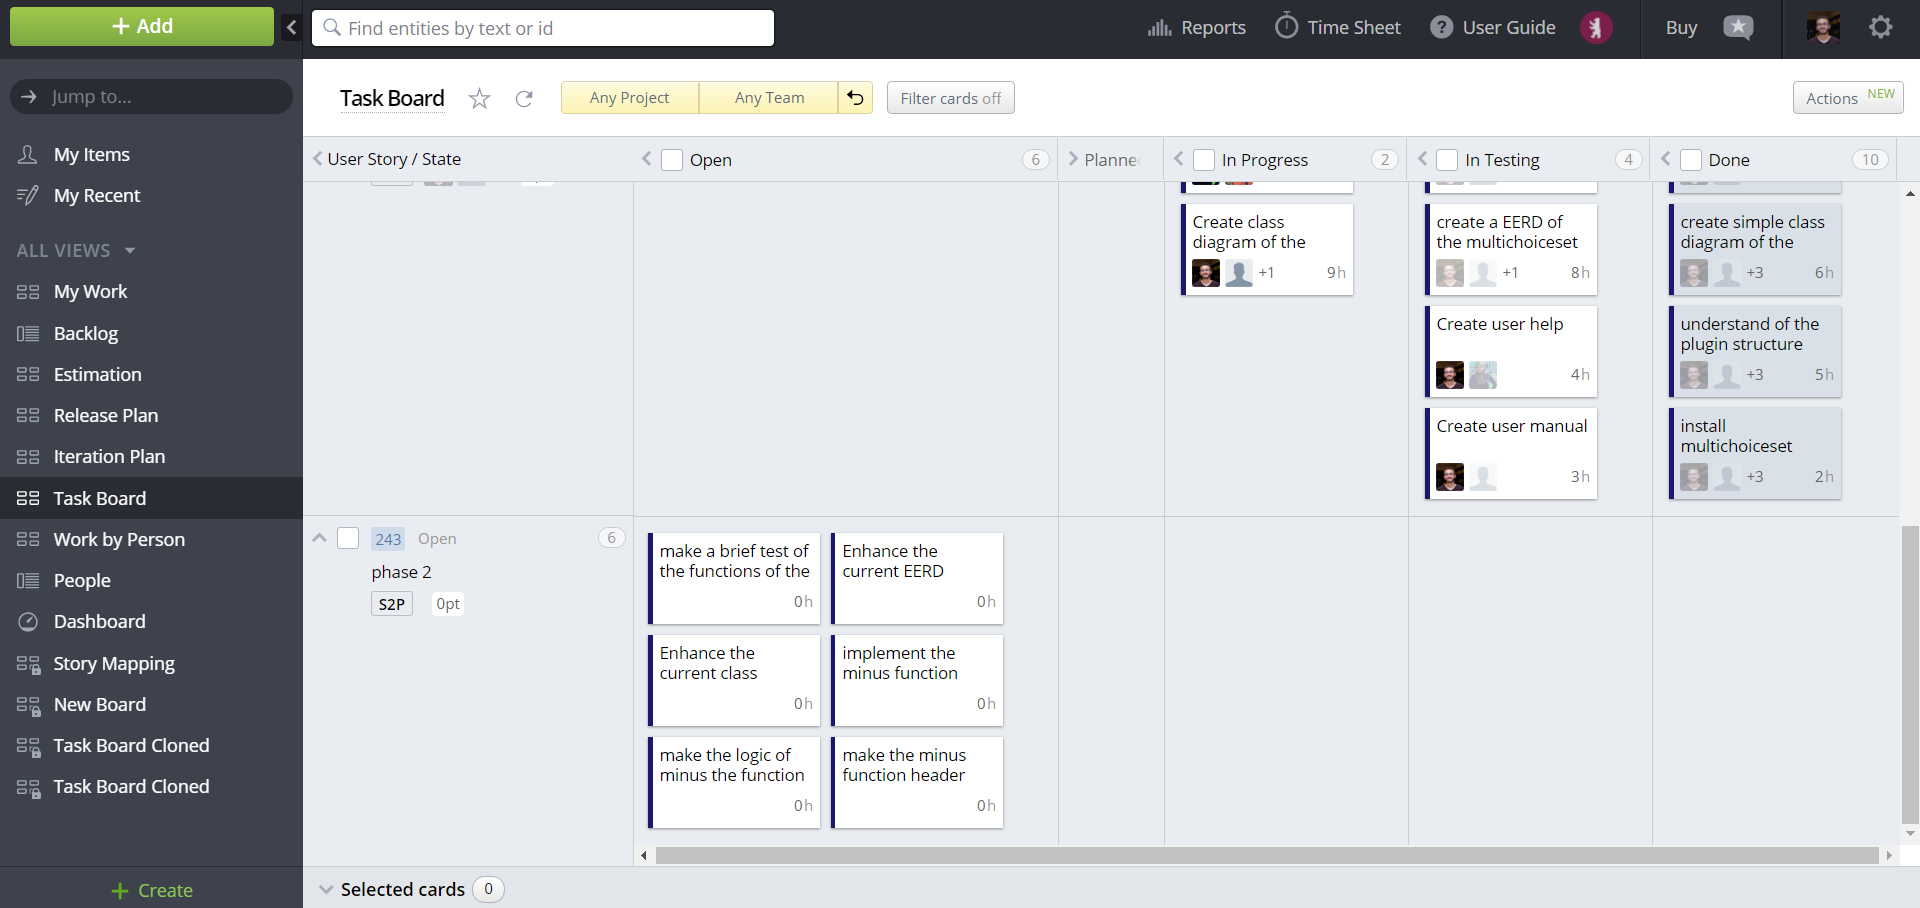 + Add
Find entities by text or id
Reports
Time Sheet
User Guide
Buy
Jump to...
Task Board
Any Project
Any Team
Filter cards off
Actions NEW
My Items
My Recent
ALL VIEWS
My Work
Backlog
Estimation
Release Plan
Iteration Plan
Task Board
Work by Person
People
Dashboard
Story Mapping
New Board
Task Board Cloned
Task Board Cloned
+ Create
User Story / State
Open 6
In Progress 2
In Testing 4
Done 10
Create class
diagram of the
+1 9h
create a EERD of
the multichoiceset
+1 8h
Create user help
4h
Create user manual
3h
create simple class
diagram of the
+3 6h
understand of the
plugin structure
+3 5h
install
multichoiceset
+3 2h
243 Open 6
phase 2
S2P 0pt
make a brief test of
the functions of the
0h
Enhance the
current EERD
0h
Enhance the
current class
0h
implement the
minus function
0h
make the logic of
minus the function
0h
make the minus
function header
0h
Selected cards 0